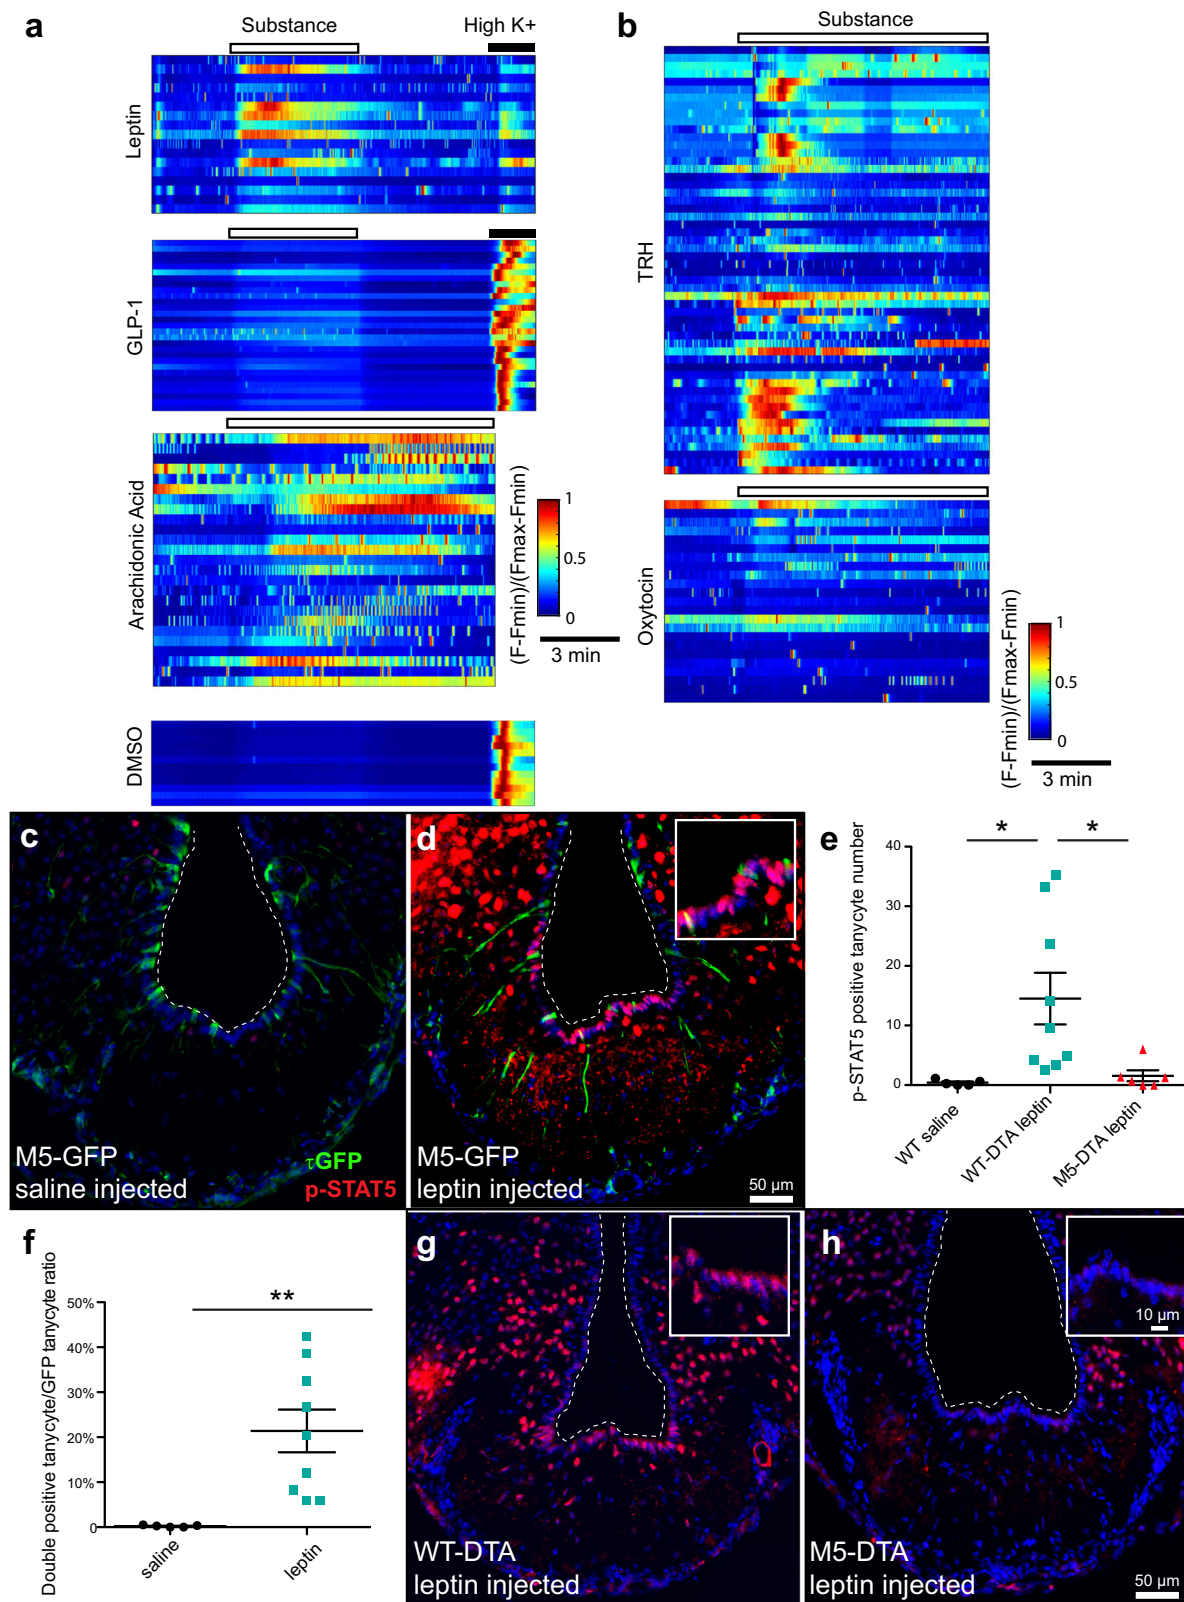 a
Substance
High K+
Leptin
GLP-1
Arachidonic Acid
DMSO
1
0.5
0
(F-Fmin)/(Fmax-Fmin)
3 min
b
Substance
TRH
Oxytocin
1
0.5
0
(F-Fmin)/(Fmax-Fmin)
3 min
c
M5-GFP
saline injected
τGFP
p-STAT5
d
M5-GFP
leptin injected
50 µm
e
p-STAT5 positive tanycyte number
40
30
20
10
0
*
*
WT saline
WT-DTA leptin
M5-DTA leptin
f
Double positive tanycyte/GFP tanycyte ratio
50%
40%
30%
20%
10%
0
**
saline
leptin
g
WT-DTA
leptin injected
h
10 µm
M5-DTA
leptin injected
50 µm